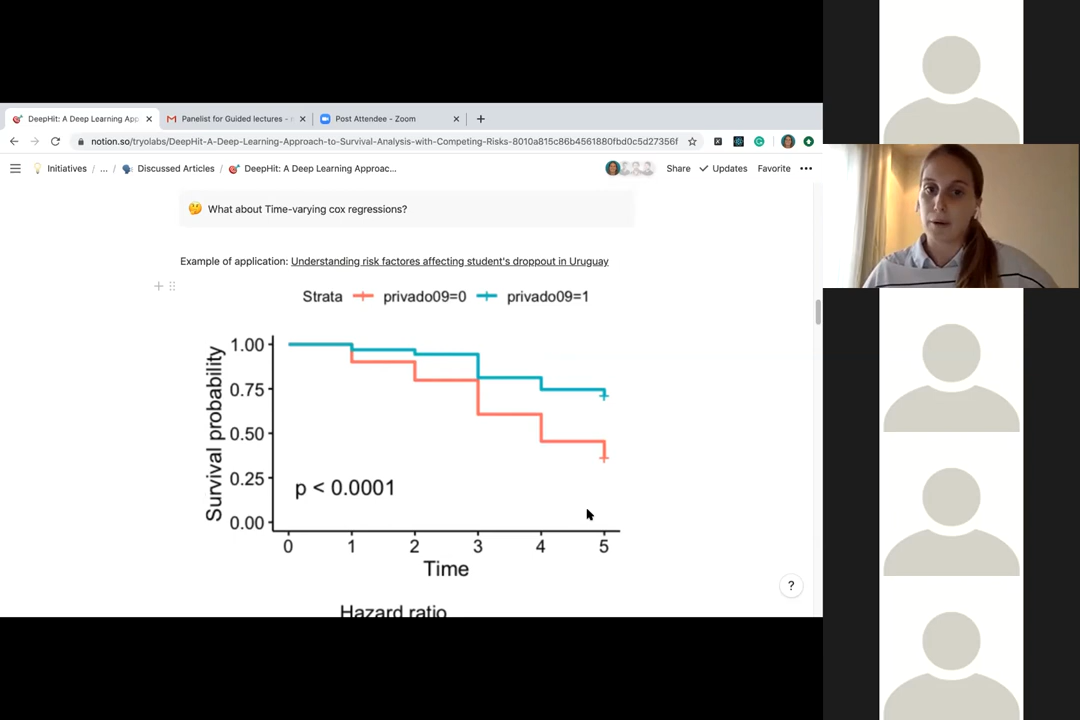 DeepHit: A Deep Learning App
Panelist for Guided lectures -
Post Attendee - Zoom
notion.so/tryolabs/DeepHit-A-Deep-Learning-Approach-to-Survival-Analysis-with-Competing-Risks-8010a815c86b4561880fbd0c5d27356f
Initiatives / ... / Discussed Articles / DeepHit: A Deep Learning Approac...
Share Updates Favorite
What about Time-varying cox regressions?
Example of application: Understanding risk factores affecting student's droppout in Uruguay
Strata privado09=0 privado09=1
Survival probability
1.00
0.75
0.50
0.25
0.00
p < 0.0001
0 1 2 3 4 5
Time
?
Hazard ratio